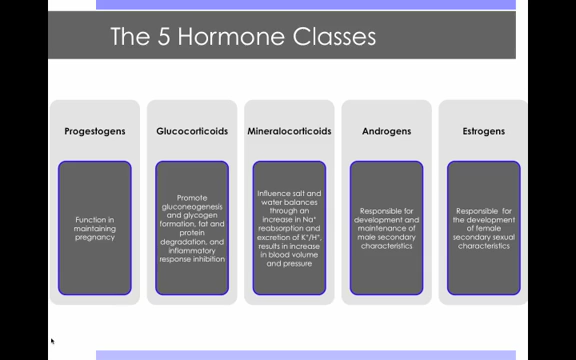 The 5 Hormone Classes
Progestogens
Function in
maintaining
pregnancy
Glucocorticoids
Promote
gluconeogenesis
and glycogen
formation, fat and
protein
degradation, and
inflammatory
response inhibition
Mineralocorticoids
Influence salt and
water balances
through an
increase in Na⁺
reabsorption and
excretion of K⁺/H⁺,
results in increase
in blood volume
and pressure
Androgens
Responsible for
development and
maintenance of
male secondary
characteristics
Estrogens
Responsible for
the development
of female
secondary sexual
characteristics